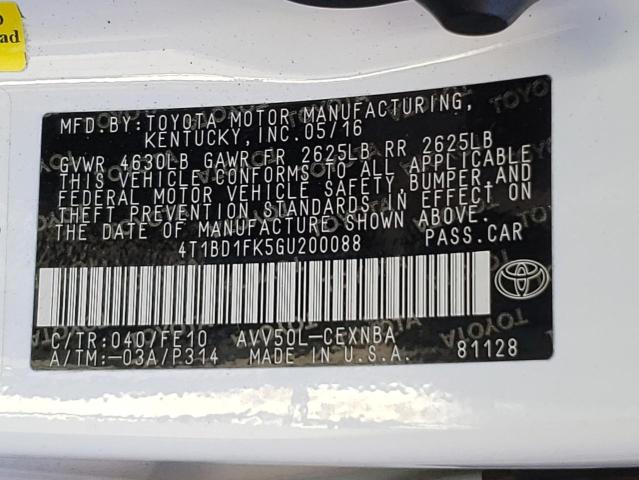 ad
MFD.BY:TOYOTA MOTOR MANUFACTURING,
KENTUCKY, INC.05/16
GVWR 4630LB GAWR FR 2625LB RR 2625LB
THIS VEHICLE CONFORMS TO ALL APPLICABLE
FEDERAL MOTOR VEHICLE SAFETY, BUMPER, AND
THEFT PREVENTION STANDARDS IN EFFECT ON
THE DATE OF MANUFACTURE SHOWN ABOVE.
4T1BD1FK5GU200088 PASS.CAR
C/TR:040/FE10 AVV50L-CEXNBA
A/TM:-03A/P314 MADE IN U.S.A. 81128